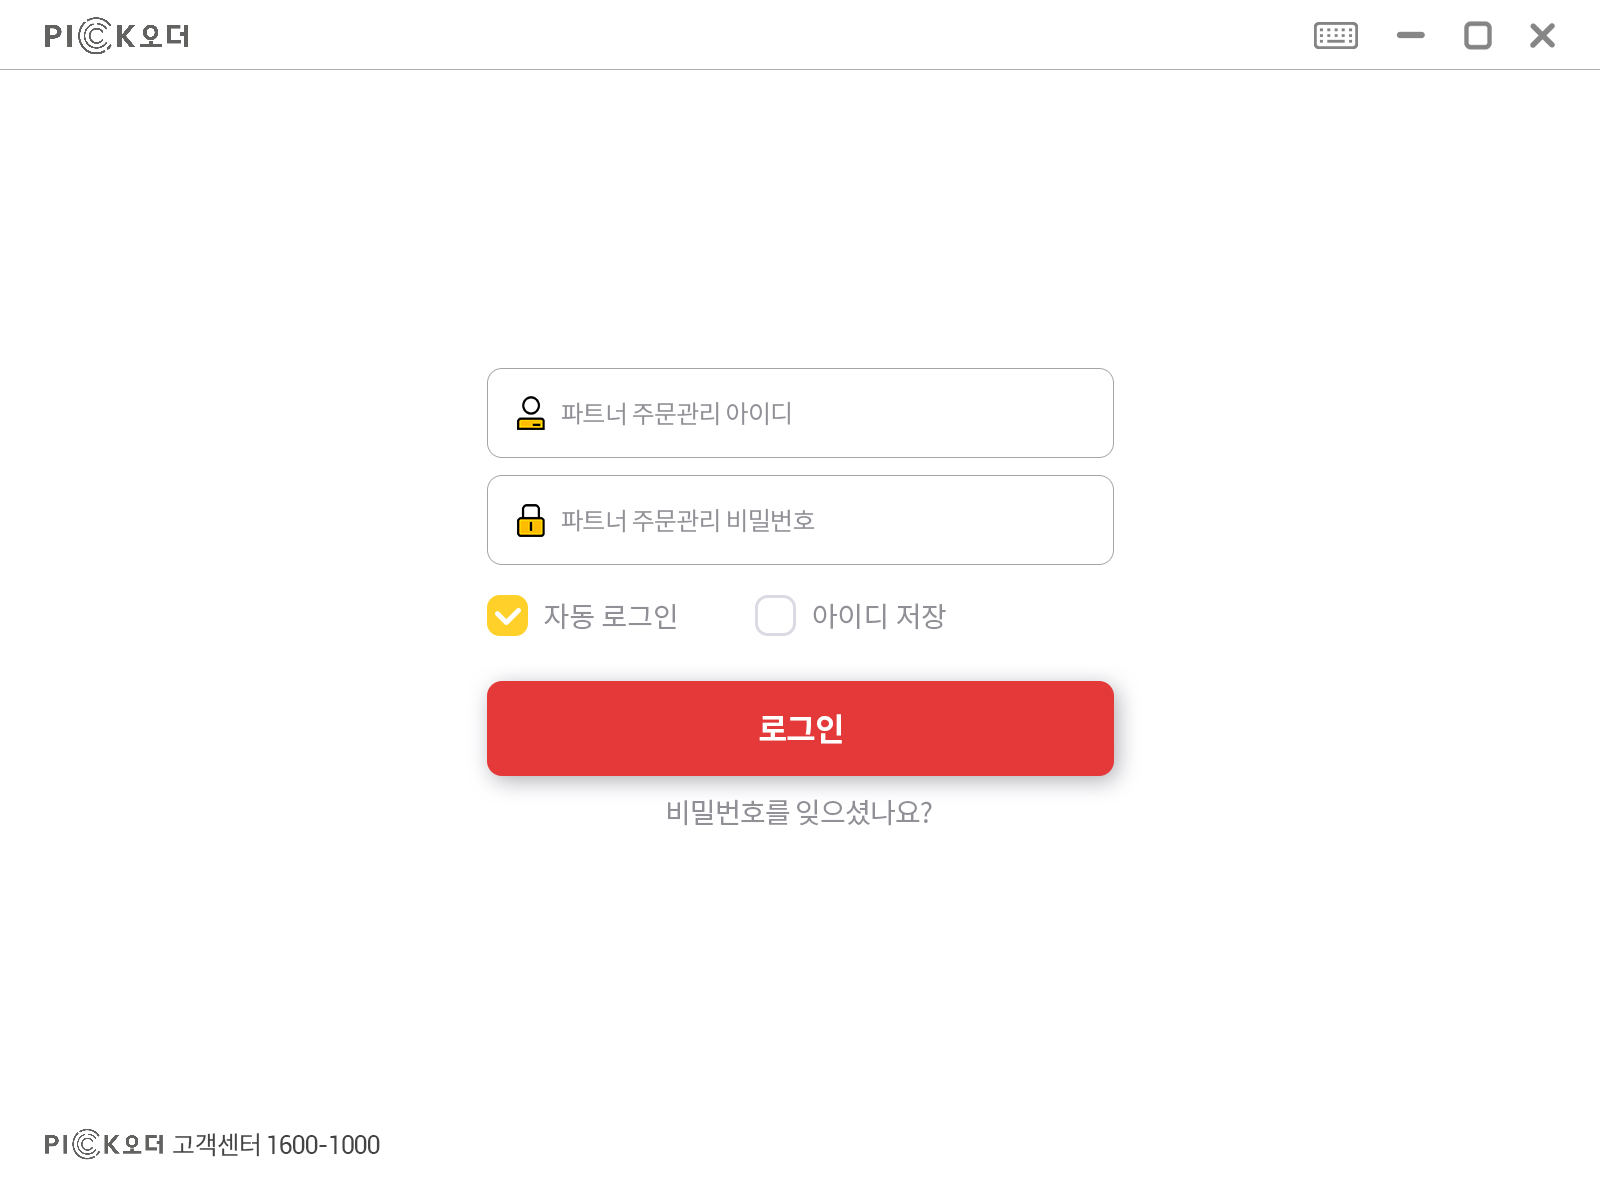 PICK오더
파트너 주문관리 아이디
파트너 주문관리 비밀번호
자동 로그인 아이디 저장
로그인
비밀번호를 잊으셨나요?
PICK오더 고객센터 1600-1000